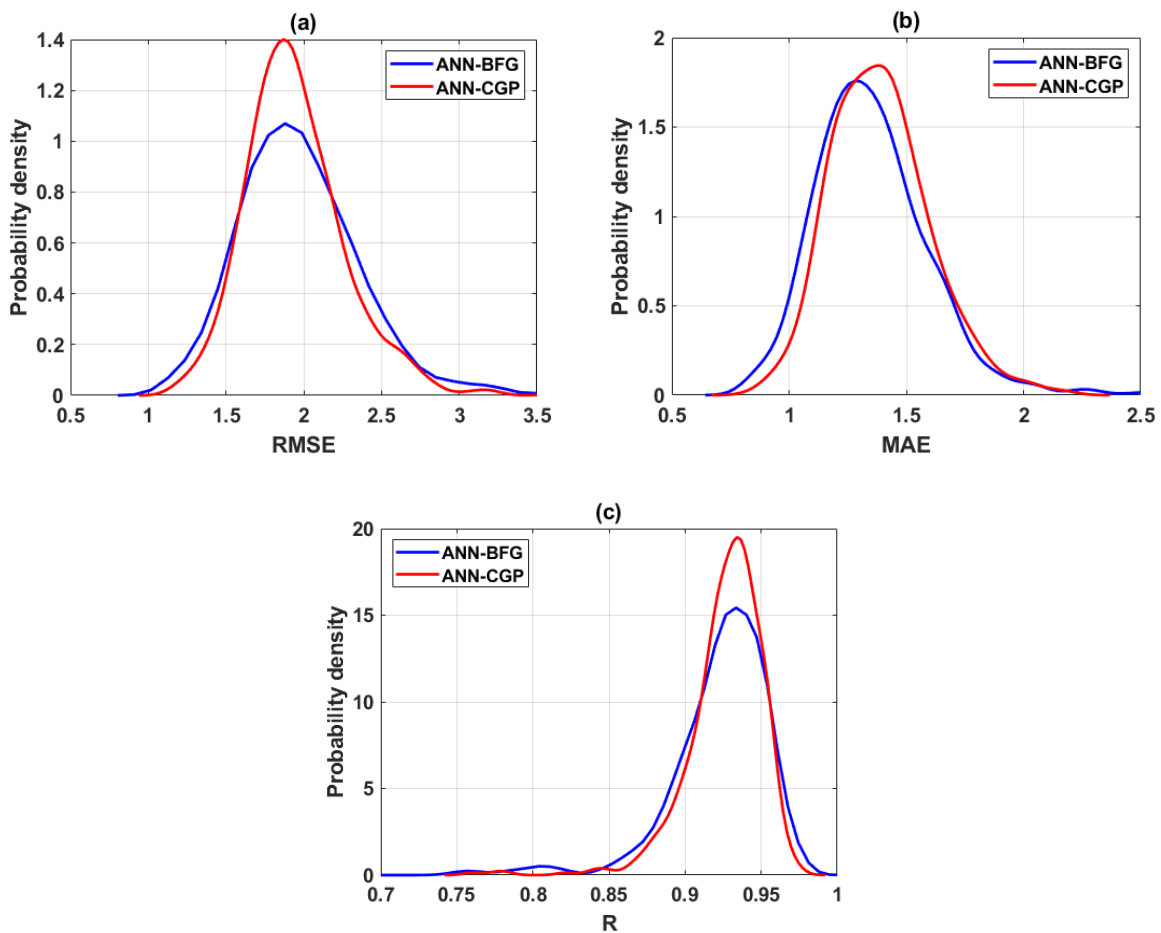 (a)
1.4
1.2
1
0.8
0.6
0.4
0.2
0
Probability density
ANN-BFG
ANN-CGP
0.5 1 1.5 2 2.5 3 3.5
RMSE
(b)
2
1.5
1
0.5
0
Probability density
ANN-BFG
ANN-CGP
0.5 1 1.5 2 2.5
MAE
(c)
20
15
10
5
0
Probability density
ANN-BFG
ANN-CGP
0.7 0.75 0.8 0.85 0.9 0.95 1
R